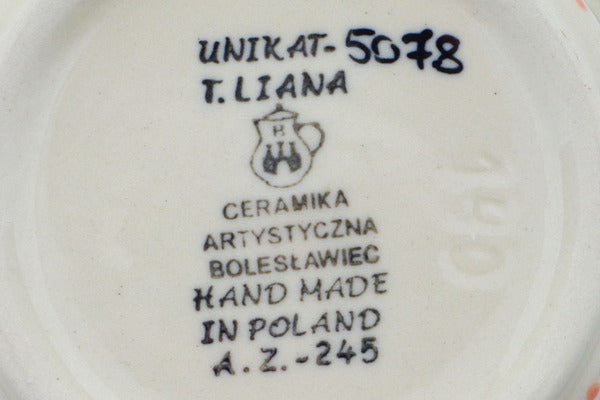 UNIKAT-5078
T. LIANA
B
CERAMIKA
ARTYSTYCZNA
BOLESŁAWIEC
HAND MADE
IN POLAND
A. Z.-245